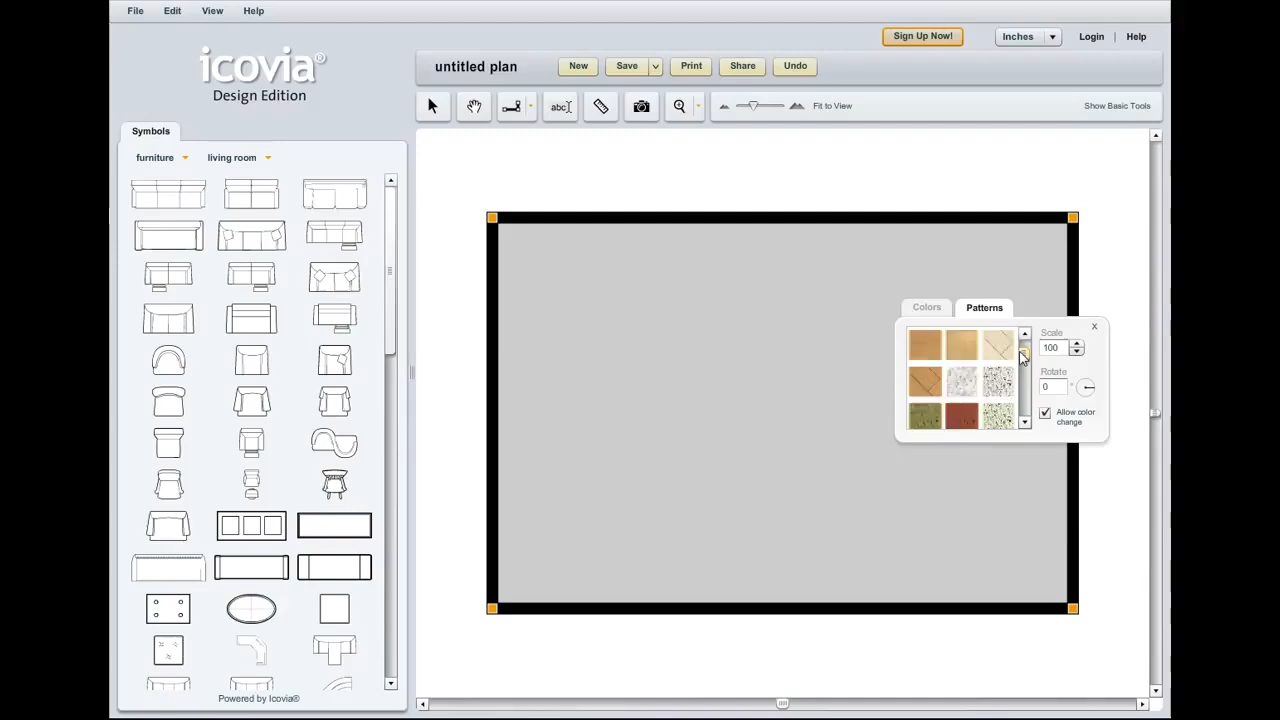 File Edit View Help
Sign Up Now! Inches Login | Help
icovia®
Design Edition
untitled plan New Save Print Share Undo
abc Fit to View Show Basic Tools
Symbols
furniture living room
Colors Patterns X
Scale
100
Rotate
0 °
Allow color
change
Powered by Icovia®